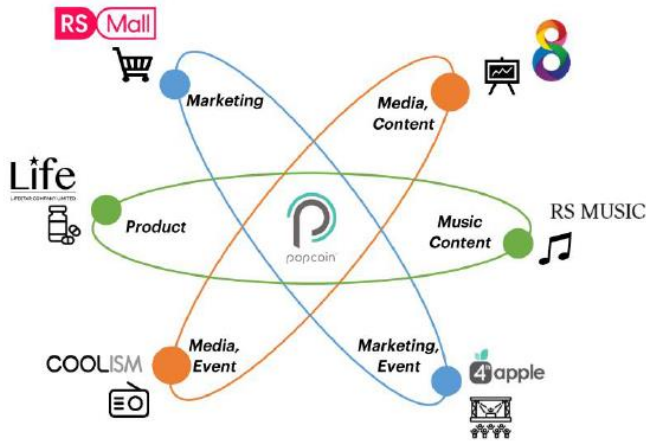 RS Mall
8
Marketing
Media,
Content
Life
LIFESTAR COMPANY LIMITED
Product
popcoin
Music
Content
RS MUSIC
COOLISM
Media,
Event
Marketing,
Event
4th apple